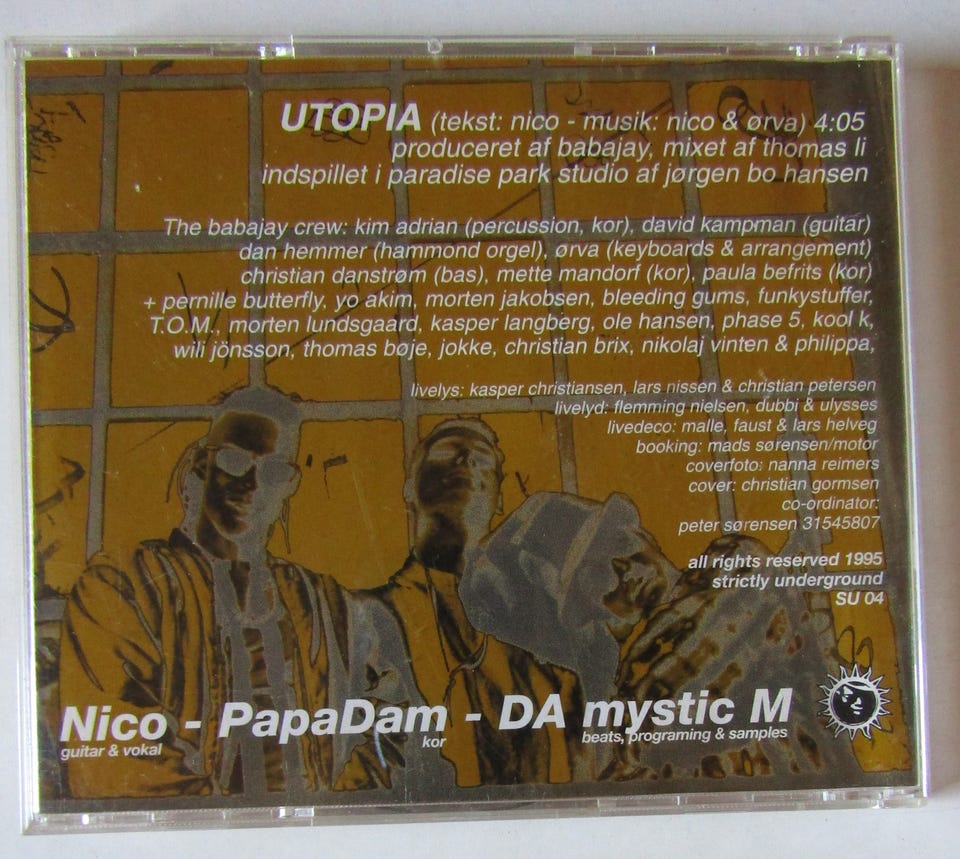 UTOPIA (tekst: nico - musik: nico & ørva) 4:05
produceret af babajay, mixet af thomas li
indspillet i paradise park studio af jørgen bo hansen
The babajay crew: kim adrian (percussion, kor), david kampman (guitar)
dan hemmer (hammond orgel), ørva (keyboards & arrangement)
christian danstrøm (bas), mette mandorf (kor), paula befrits (kor)
+ pernille butterfly, yo akim, morten jakobsen, bleeding gums, funkystuffer,
T.O.M., morten lundsgaard, kasper langberg, ole hansen, phase 5, kool k,
wili jönsson, thomas bøje, jokke, christian brix, nikolaj vinten & philippa,
livelys: kasper christiansen, lars nissen & christian petersen
livelyd: flemming nielsen, dubbi & ulysses
livedeco: malle, faust & lars helveg
booking: mads sørensen/motor
coverfoto: nanna reimers
cover: christian gormsen
co-ordinator:
peter sørensen 31545807
all rights reserved 1995
strictly underground
SU 04
Nico - PapaDam - DA mystic M
guitar & vokal kor beats, programing & samples